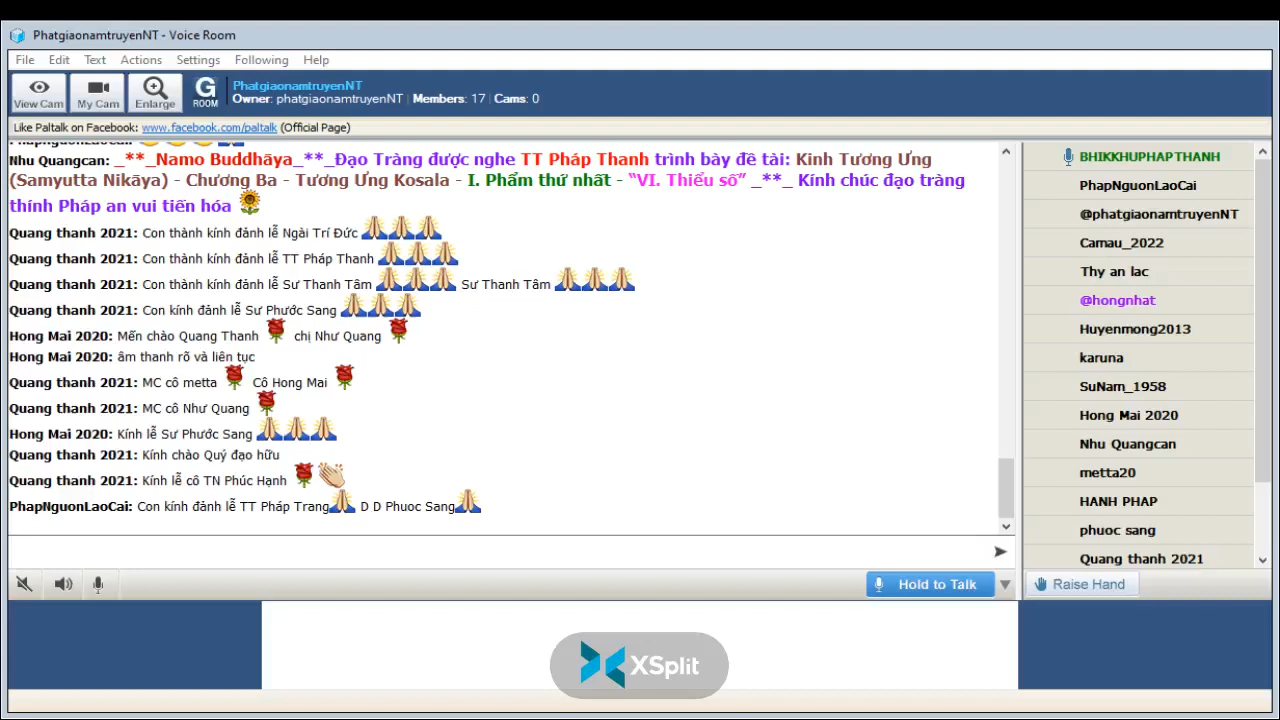 PhatgiaonamtruyenNT - Voice Room
File Edit Text Actions Settings Following Help
View Cam
My Cam
Enlarge
G
ROOM
PhatgiaonamtruyenNT
Owner: phatgiaonamtruyenNT | Members: 17 | Cams: 0
Like Paltalk on Facebook: www.facebook.com/paltalk (Official Page)
Nhu Quangcan: _**_Namo Buddhāya_**_Đạo Tràng được nghe TT Pháp Thanh trình bày đề tài: Kinh Tương Ưng
(Samyutta Nikāya) - Chương Ba - Tương Ưng Kosala - I. Phẩm thứ nhất - “VI. Thiểu số” _**_ Kính chúc đạo tràng
thính Pháp an vui tiến hóa
Quang thanh 2021: Con thành kính đảnh lễ Ngài Trí Đức
Quang thanh 2021: Con thành kính đảnh lễ TT Pháp Thanh
Quang thanh 2021: Con thành kính đảnh lễ Sư Thanh Tâm Sư Thanh Tâm
Quang thanh 2021: Con kính đảnh lễ Sư Phước Sang
Hong Mai 2020: Mến chào Quang Thanh chị Như Quang
Hong Mai 2020: âm thanh rõ và liên tục
Quang thanh 2021: MC cô metta Cô Hong Mai
Quang thanh 2021: MC cô Như Quang
Hong Mai 2020: Kính lễ Sư Phước Sang
Quang thanh 2021: Kính chào Quý đạo hữu
Quang thanh 2021: Kính lễ cô TN Phúc Hạnh
PhapNguonLaoCai: Con kính đảnh lễ TT Pháp Trang D D Phuoc Sang
BHIKKHUPHAPTHANH
PhapNguonLaoCai
@phatgiaonamtruyenNT
Camau_2022
Thy an lac
@hongnhat
Huyenmong2013
karuna
SuNam_1958
Hong Mai 2020
Nhu Quangcan
metta20
HANH PHAP
phuoc sang
Quang thanh 2021
Hold to Talk
Raise Hand
XSplit